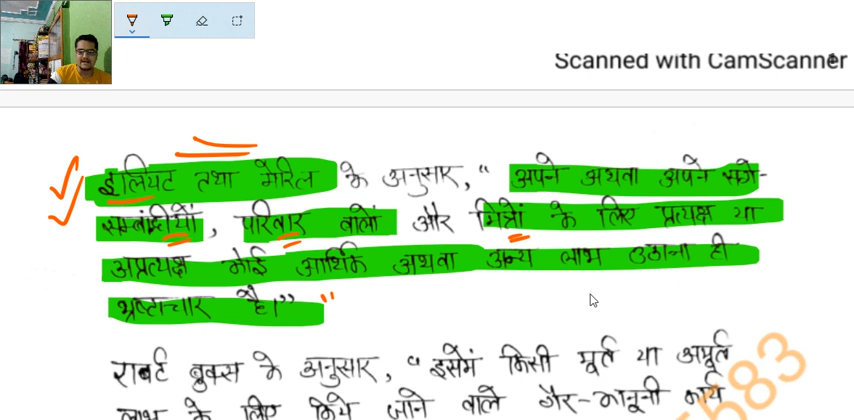 Scanned with CamScanner
इलियट तथा मैरिल के अनुसार, “अपने अथवा अपने सगे-
सम्बंधीयों, परिवार वालों और मित्रों के लिए प्रत्यक्ष या
अप्रत्यक्ष कोई आर्थिक अथवा अन्य लाभ उठाना ही
भ्रष्टाचार है।”
राबर्ट ब्रुक्स के अनुसार, “इसमें किसी मूर्त या अमूर्त
लाभ के लिए किये जाने वाले गैर-कानूनी कार्य
583